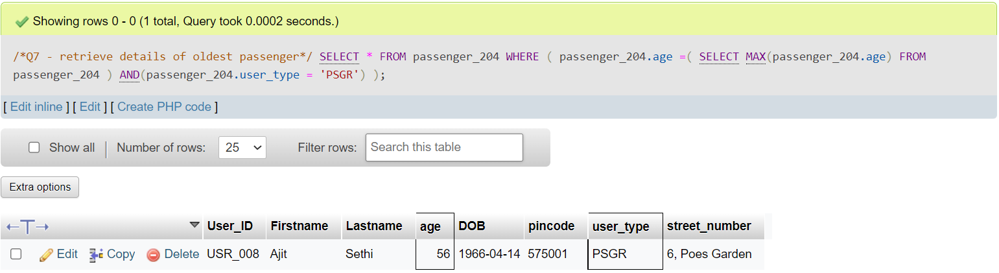 Showing rows 0 - 0 (1 total, Query took 0.0002 seconds.)
/*Q7 - retrieve details of oldest passenger*/ SELECT * FROM passenger_204 WHERE ( passenger_204.age =( SELECT MAX(passenger_204.age) FROM
passenger_204 ) AND(passenger_204.user_type = 'PSGR') );
[ Edit inline ] [ Edit ] [ Create PHP code ]
Show all Number of rows: 25 Filter rows: Search this table
Extra options
←T→ User_ID Firstname Lastname age DOB pincode user_type street_number
Edit Copy Delete USR_008 Ajit Sethi 56 1966-04-14 575001 PSGR 6, Poes Garden